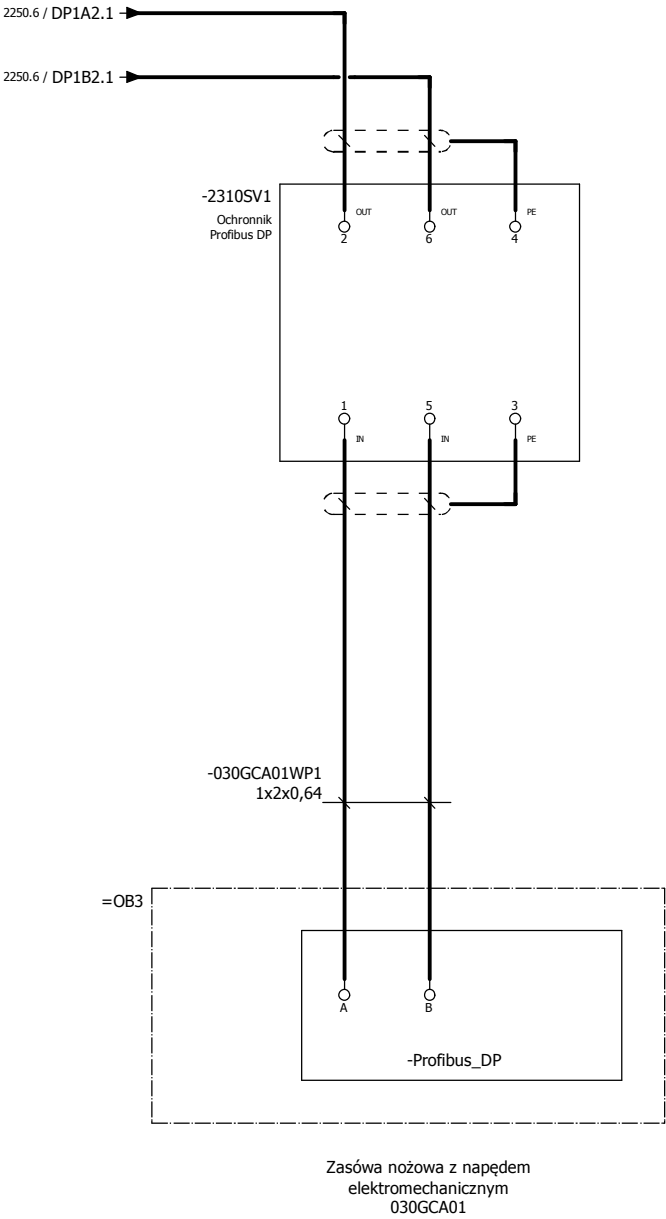 2250.6 / DP1A2.1
2250.6 / DP1B2.1
-2310SV1
Ochronnik
Profibus DP
OUT OUT PE
2 6 4
1 5 3
IN IN PE
-030GCA01WP1
1x2x0,64
=OB3
A B
-Profibus_DP
Zasówa nożowa z napędem
elektromechanicznym
030GCA01